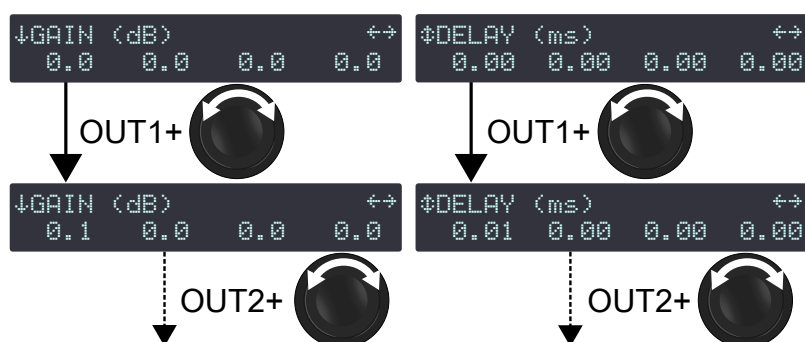 ↓GAIN (dB) ←→
0.0 0.0 0.0 0.0
OUT1+
↓GAIN (dB) ←→
0.1 0.0 0.0 0.0
OUT2+
↕DELAY (ms) ←→
0.00 0.00 0.00 0.00
OUT1+
↕DELAY (ms) ←→
0.01 0.00 0.00 0.00
OUT2+